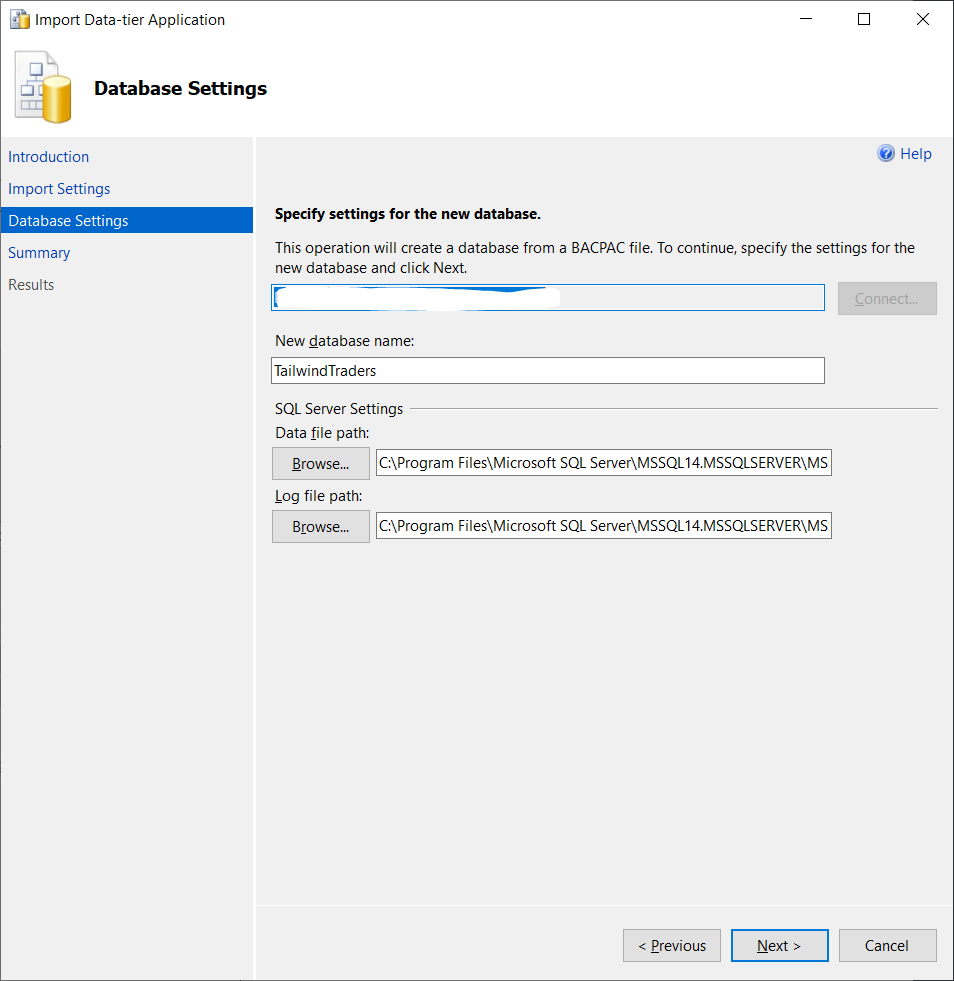 Import Data-tier Application
Database Settings
Introduction
Import Settings
Database Settings
Summary
Results
Help
Specify settings for the new database.
This operation will create a database from a BACPAC file. To continue, specify the settings for the
new database and click Next.
Connect...
New database name:
TailwindTraders
SQL Server Settings
Data file path:
Browse... C:\Program Files\Microsoft SQL Server\MSSQL14.MSSQLSERVER\MS
Log file path:
Browse... C:\Program Files\Microsoft SQL Server\MSSQL14.MSSQLSERVER\MS
< Previous Next > Cancel